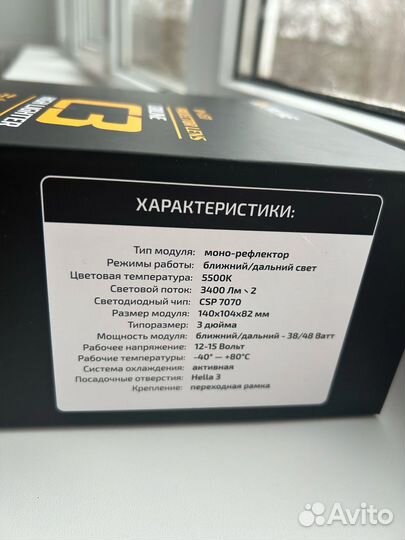 ХАРАКТЕРИСТИКИ:
Тип модуля: моно-рефлектор
Режимы работы: ближний/дальний свет
Цветовая температура: 5500K
Световой поток: 3400 Лм \ 2
Светодиодный чип: CSP 7070
Размер модуля: 140x104x82 мм
Типоразмер: 3 дюйма
Мощность модуля: ближний/дальний - 38/48 Ватт
Рабочее напряжение: 12-15 Вольт
Рабочие температуры: -40° — +80°C
Система охлаждения: активная
Посадочные отверстия: Hella 3
Крепление: переходная рамка
Avito